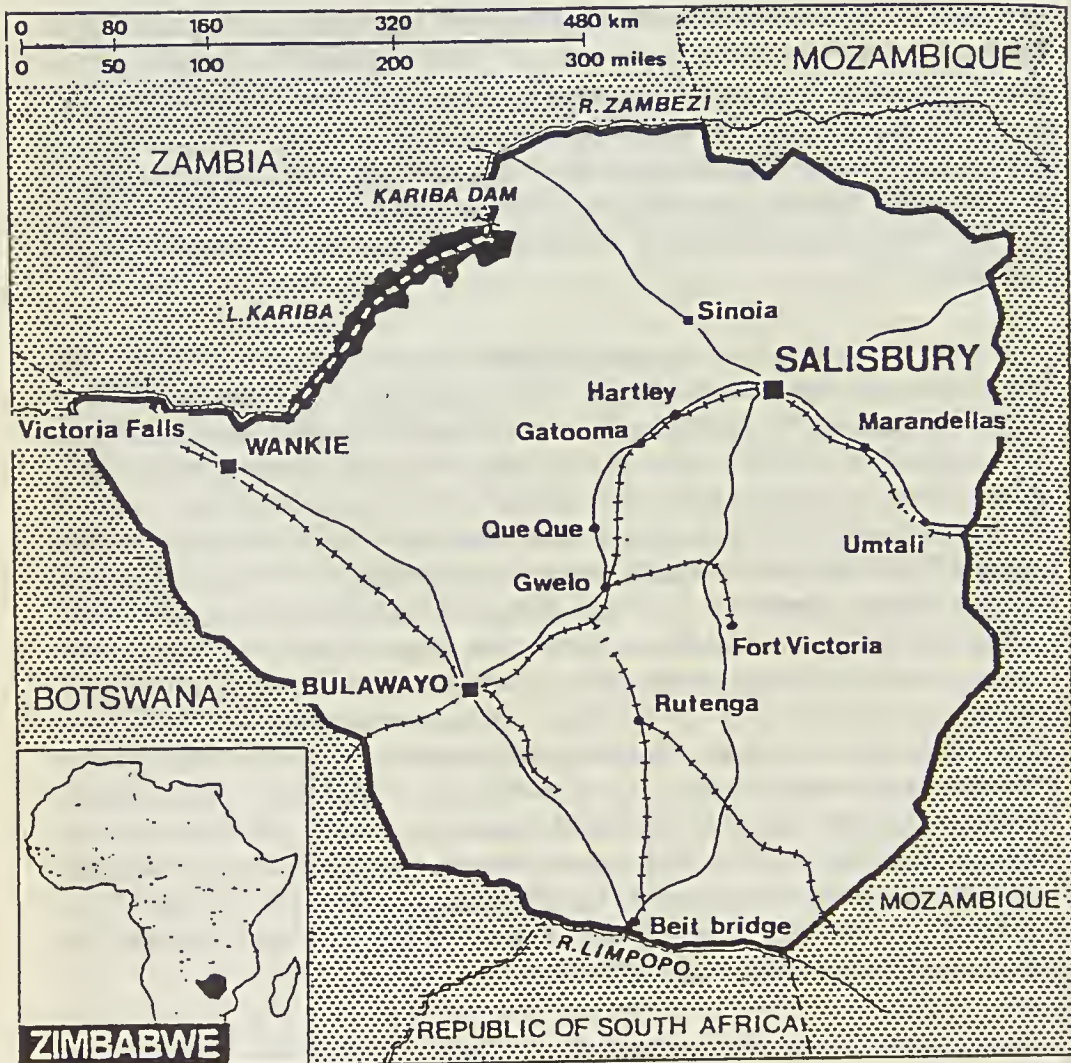 0 80 160 320 480 km
0 50 100 200 300 miles
MOZAMBIQUE
R. ZAMBEZI
ZAMBIA
KARIBA DAM
L. KARIBA
Sinoia
SALISBURY
Hartley
Marandellas
Gatooma
Victoria Falls
WANKIE
Que Que
Umtali
Gwelo
Fort Victoria
BOTSWANA
BULAWAYO
Rutenga
MOZAMBIQUE
Beit bridge
R. LIMPOPO
REPUBLIC OF SOUTH AFRICA
ZIMBABWE